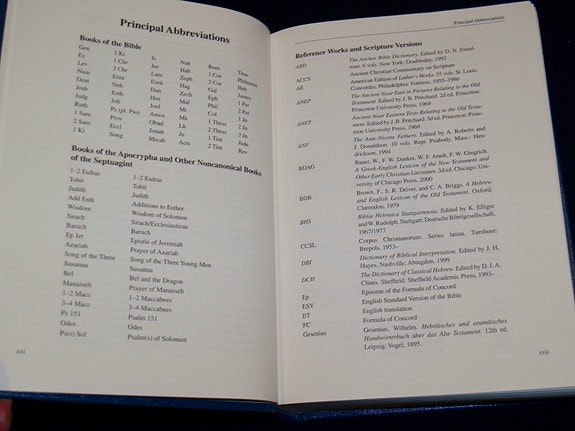 Principal Abbreviations
Books of the Bible
Gen 2 Ki Is Nah Rom Titus
Ex 1 Chr Jer Hab 1 Cor Philemon
Lev 2 Chr Lam Zeph 2 Cor Heb
Num Ezra Ezek Hag Gal
Deut Neh Dan Zech Eph 1 Pet
Josh Esth Hos Mal Phil 2 Pet
Judg Job Joel Mt Col 1 Jn
Ruth Ps (pl. Pss) Amos Mk 1 Thess 2 Jn
1 Sam Prov Obad Lk 2 Thess 3 Jn
2 Sam Eccl Jonah Jn 1 Tim Jude
1 Ki Song Micah Acts 2 Tim Rev
Books of the Apocrypha and Other Noncanonical Books
of the Septuagint
1–2 Esdras 1–2 Esdras
Tobit Tobit
Judith Judith
Add Esth Additions to Esther
Wisdom Wisdom of Solomon
Sirach Sirach/Ecclesiasticus
Baruch Baruch
Ep Jer Epistle of Jeremiah
Azariah Prayer of Azariah
Song of the Three Song of the Three Young Men
Susanna Susanna
Bel Bel and the Dragon
Manasseh Prayer of Manasseh
1–2 Macc 1–2 Maccabees
3–4 Macc 3–4 Maccabees
Ps 151 Psalm 151
Odes Odes
Ps(s) Sol Psalm(s) of Solomon
Principal Abbreviations
Reference Works and Scripture Versions
ABD The Anchor Bible Dictionary. Edited by D. N. Freed-
man. 6 vols. New York: Doubleday, 1992
ACCS Ancient Christian Commentary on Scripture
AE American Edition of Luther's Works. 55 vols. St. Louis:
Concordia; Philadelphia: Fortress, 1955–1986
ANEP The Ancient Near East in Pictures Relating to the Old
Testament. Edited by J. B. Pritchard. 2d ed. Princeton:
Princeton University Press, 1969
ANET Ancient Near Eastern Texts Relating to the Old Testa-
ment. Edited by J. B. Pritchard. 3d ed. Princeton: Prince-
ton University Press, 1969
ANF The Ante-Nicene Fathers. Edited by A. Roberts and
J. Donaldson. 10 vols. Repr. Peabody, Mass.: Hen-
drickson, 1994
BDAG Bauer, W., F. W. Danker, W. F. Arndt, F. W. Gingrich.
A Greek-English Lexicon of the New Testament and
Other Early Christian Literature. 3d ed. Chicago: Uni-
versity of Chicago Press, 2000
BDB Brown, F., S. R. Driver, and C. A. Briggs. A Hebrew
and English Lexicon of the Old Testament. Oxford:
Clarendon, 1979
BHS Biblia Hebraica Stuttgartensia. Edited by K. Elliger
and W. Rudolph. Stuttgart: Deutsche Bibelgesellschaft,
1967/1977
CCSL Corpus Christianorum: Series latina. Turnhout:
Brepols, 1953–
DBI Dictionary of Biblical Interpretation. Edited by J. H.
Hayes. Nashville: Abingdon, 1999
DCH The Dictionary of Classical Hebrew. Edited by D. J. A.
Clines. Sheffield: Sheffield Academic Press, 1993–
Ep Epitome of the Formula of Concord
ESV English Standard Version of the Bible
ET English translation
FC Formula of Concord
Gesenius Gesenius, Wilhelm. Hebräisches und aramäisches
Handwörterbuch über das Alte Testament. 12th ed.
Leipzig: Vogel, 1895.